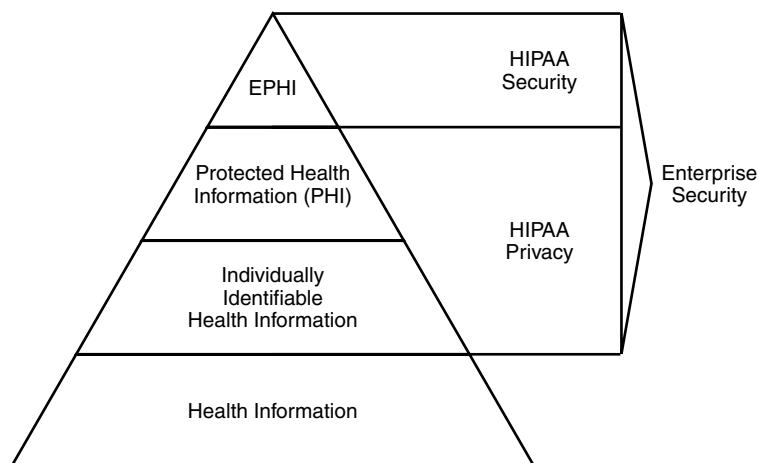 EPHI
HIPAA
Security
Protected Health
Information (PHI)
Enterprise
Security
HIPAA
Privacy
Individually
Identifiable
Health Information
Health Information